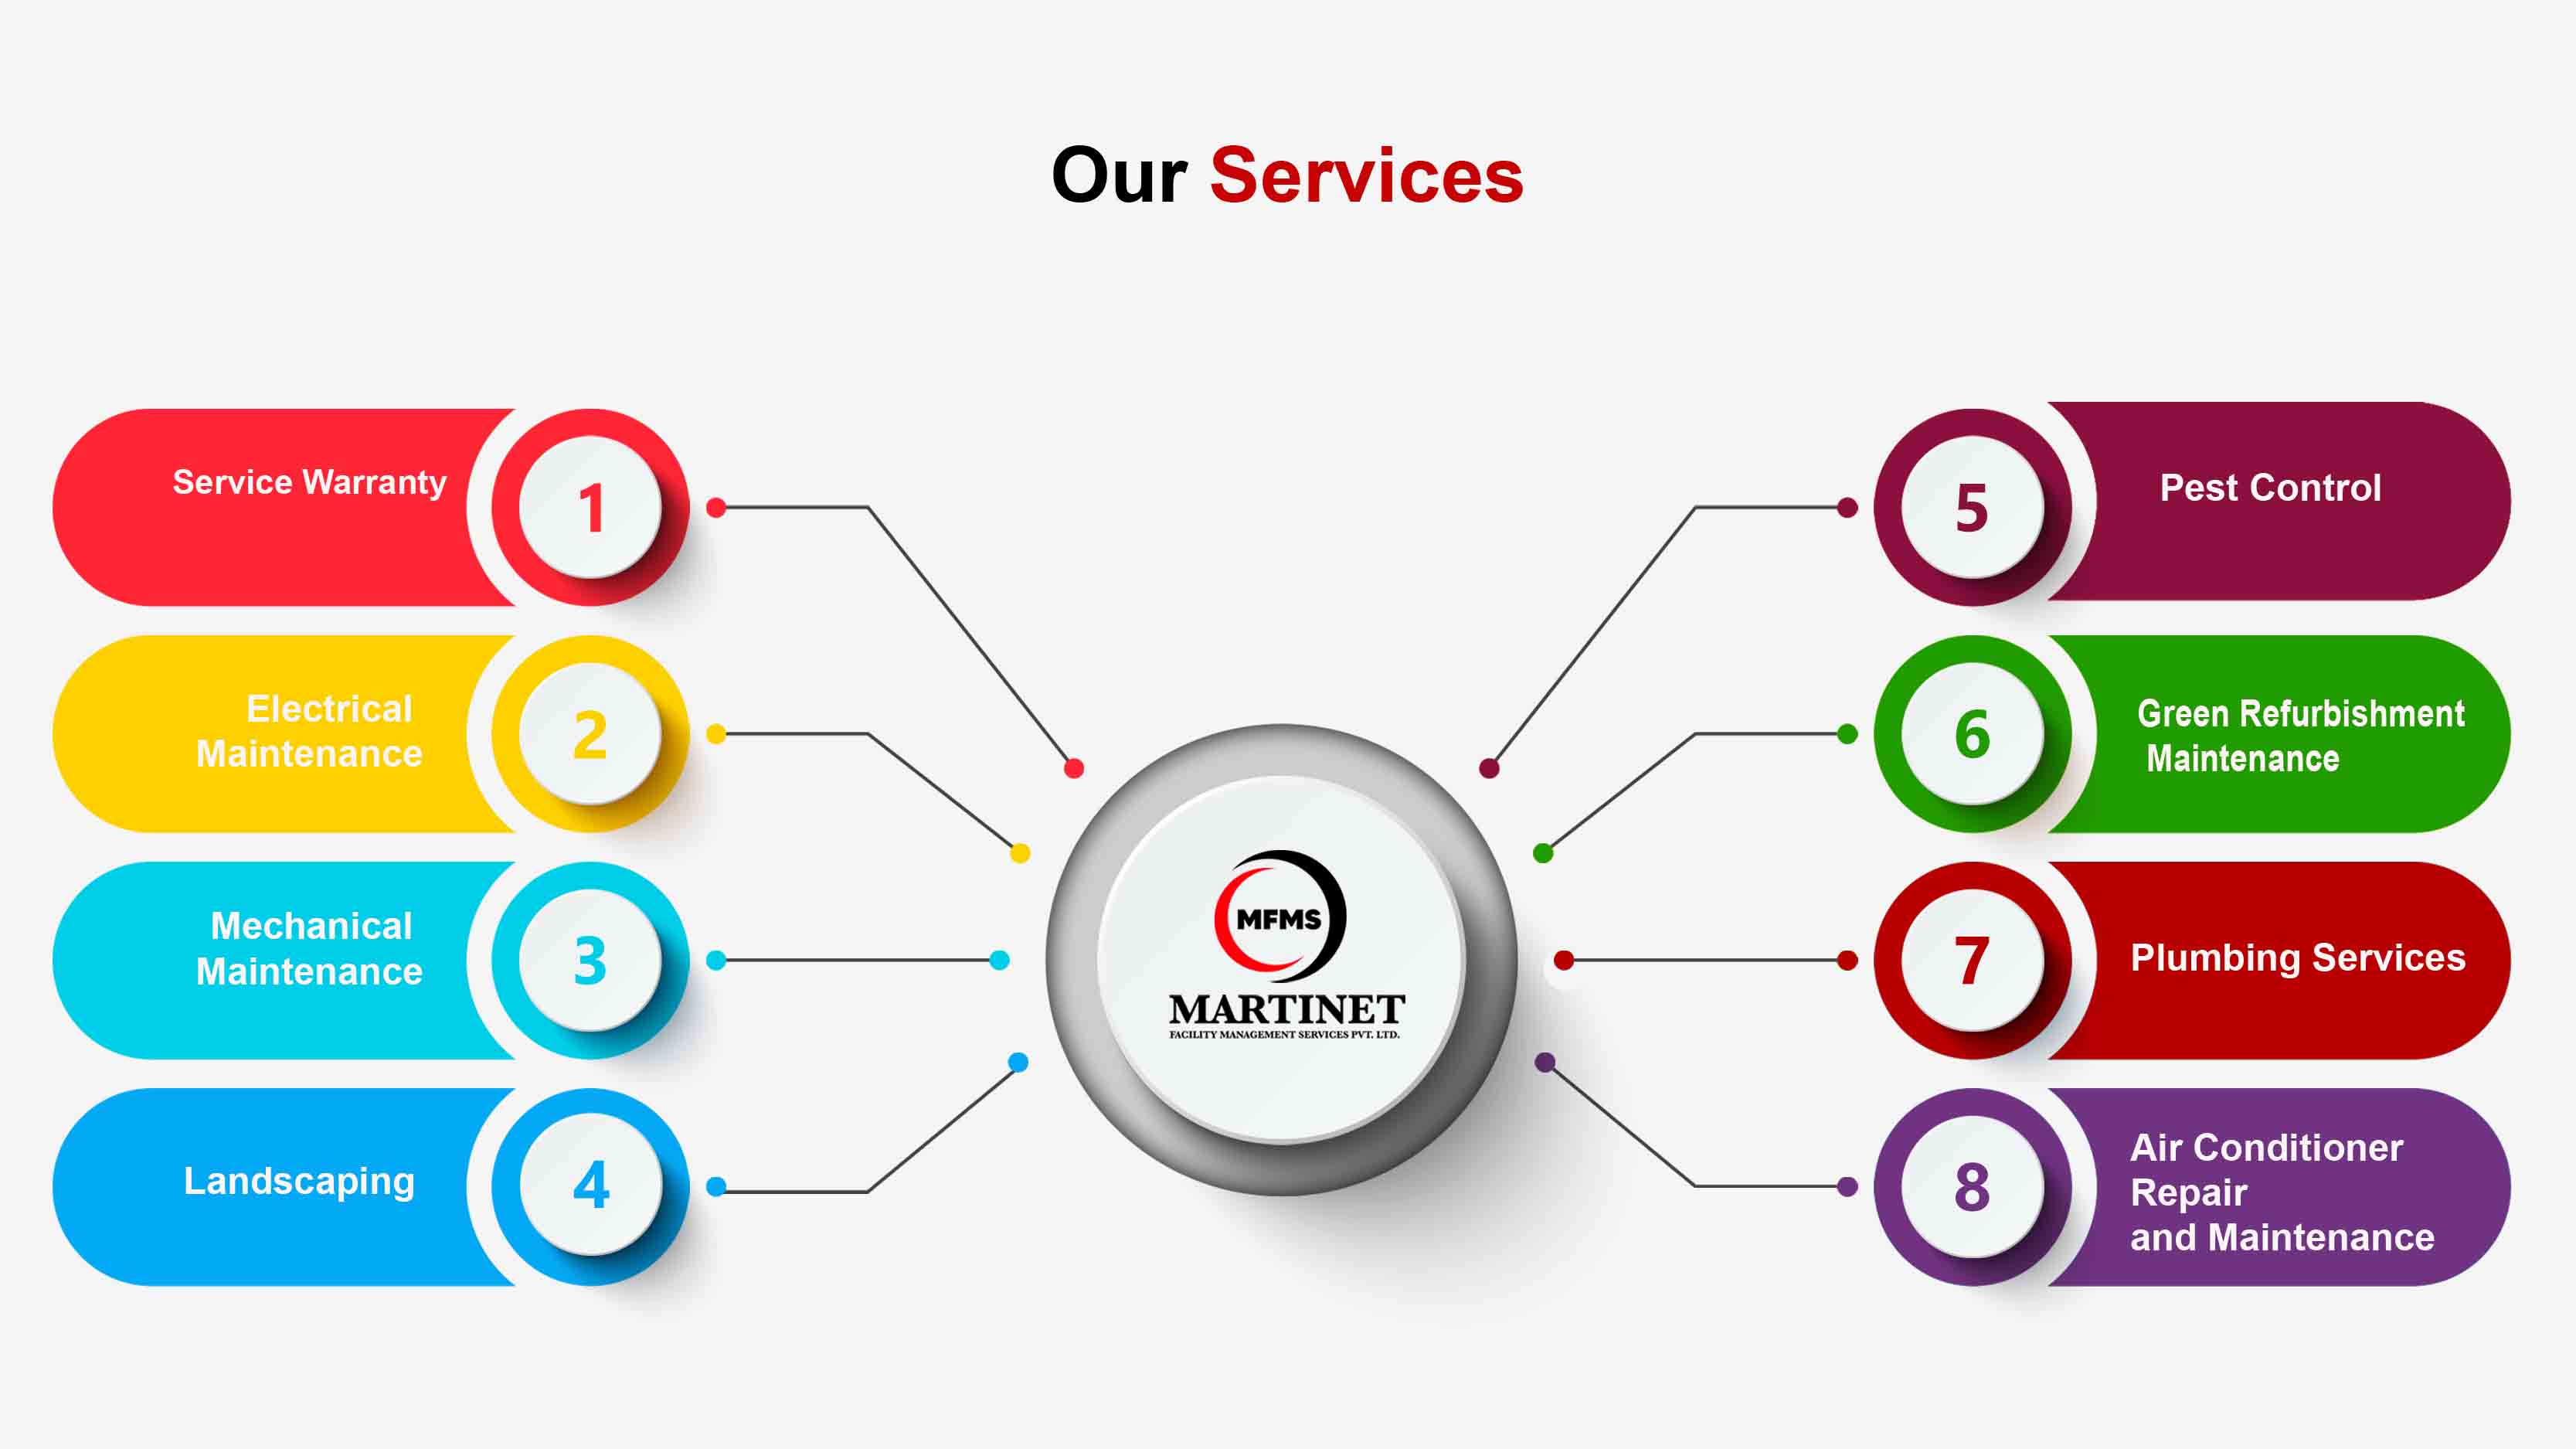 Our Services
Service Warranty
1
Electrical
Maintenance
2
Mechanical
Maintenance
3
Landscaping
4
MFMS
MARTINET
FACILITY MANAGEMENT SERVICES PVT. LTD.
5
Pest Control
6
Green Refurbishment
Maintenance
7
Plumbing Services
8
Air Conditioner
Repair
and Maintenance